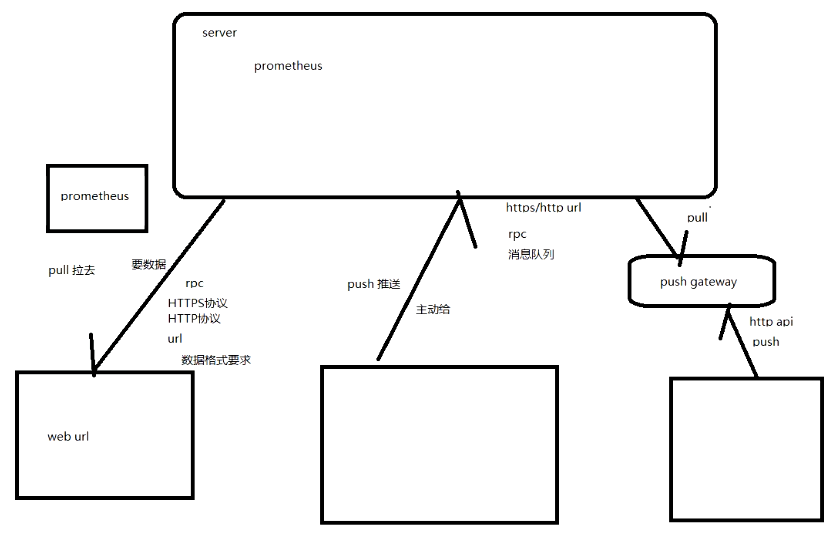 server
prometheus
prometheus
pull 拉去
要数据
rpc
HTTPS协议
HTTP协议
url
数据格式要求
web url
push 推送
主动给
https/http url
rpc
消息队列
pull
push gateway
http api
push